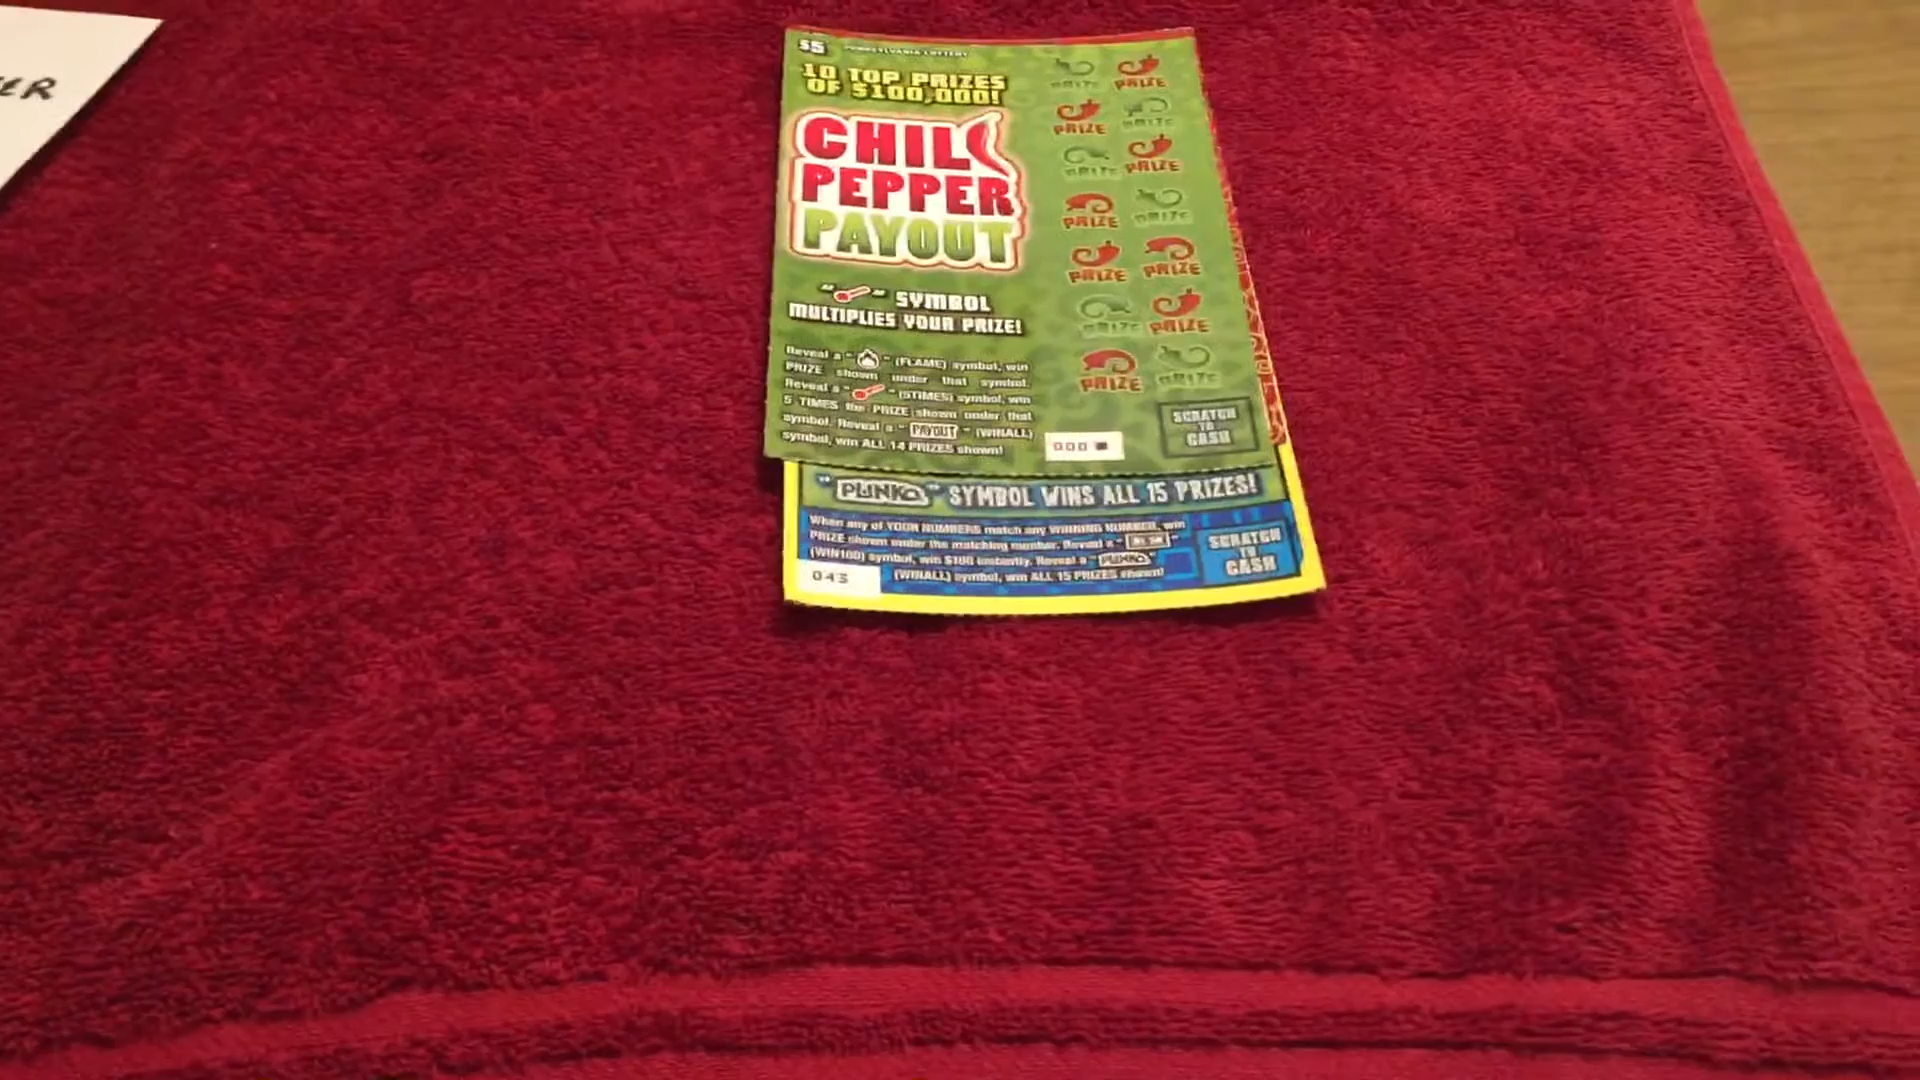 ER
$5 PENNSYLVANIA LOTTERY
10 TOP PRIZES
OF $100,000!
CHILI
PEPPER
PAYOUT
" " SYMBOL
MULTIPLIES YOUR PRIZE!
Reveal a " " (FLAME) symbol, win
PRIZE shown under that symbol.
Reveal a " " (5TIMES) symbol, win
5 TIMES the PRIZE shown under that
symbol. Reveal a "PAYOUT" (WINALL)
symbol, win ALL 14 PRIZES shown!
PRIZE PRIZE
PRIZE PRIZE
PRIZE PRIZE
PRIZE PRIZE
PRIZE PRIZE
PRIZE PRIZE
PRIZE PRIZE
000
SCRATCH
TO
CASH
"PLINKO" SYMBOL WINS ALL 15 PRIZES!
When any of YOUR NUMBERS match any WINNING NUMBER, win
PRIZE shown under the matching number. Reveal a " "
(WIN100) symbol, win $100 instantly. Reveal a "PLINKO"
(WINALL) symbol, win ALL 15 PRIZES shown!
043
SCRATCH
TO
CASH